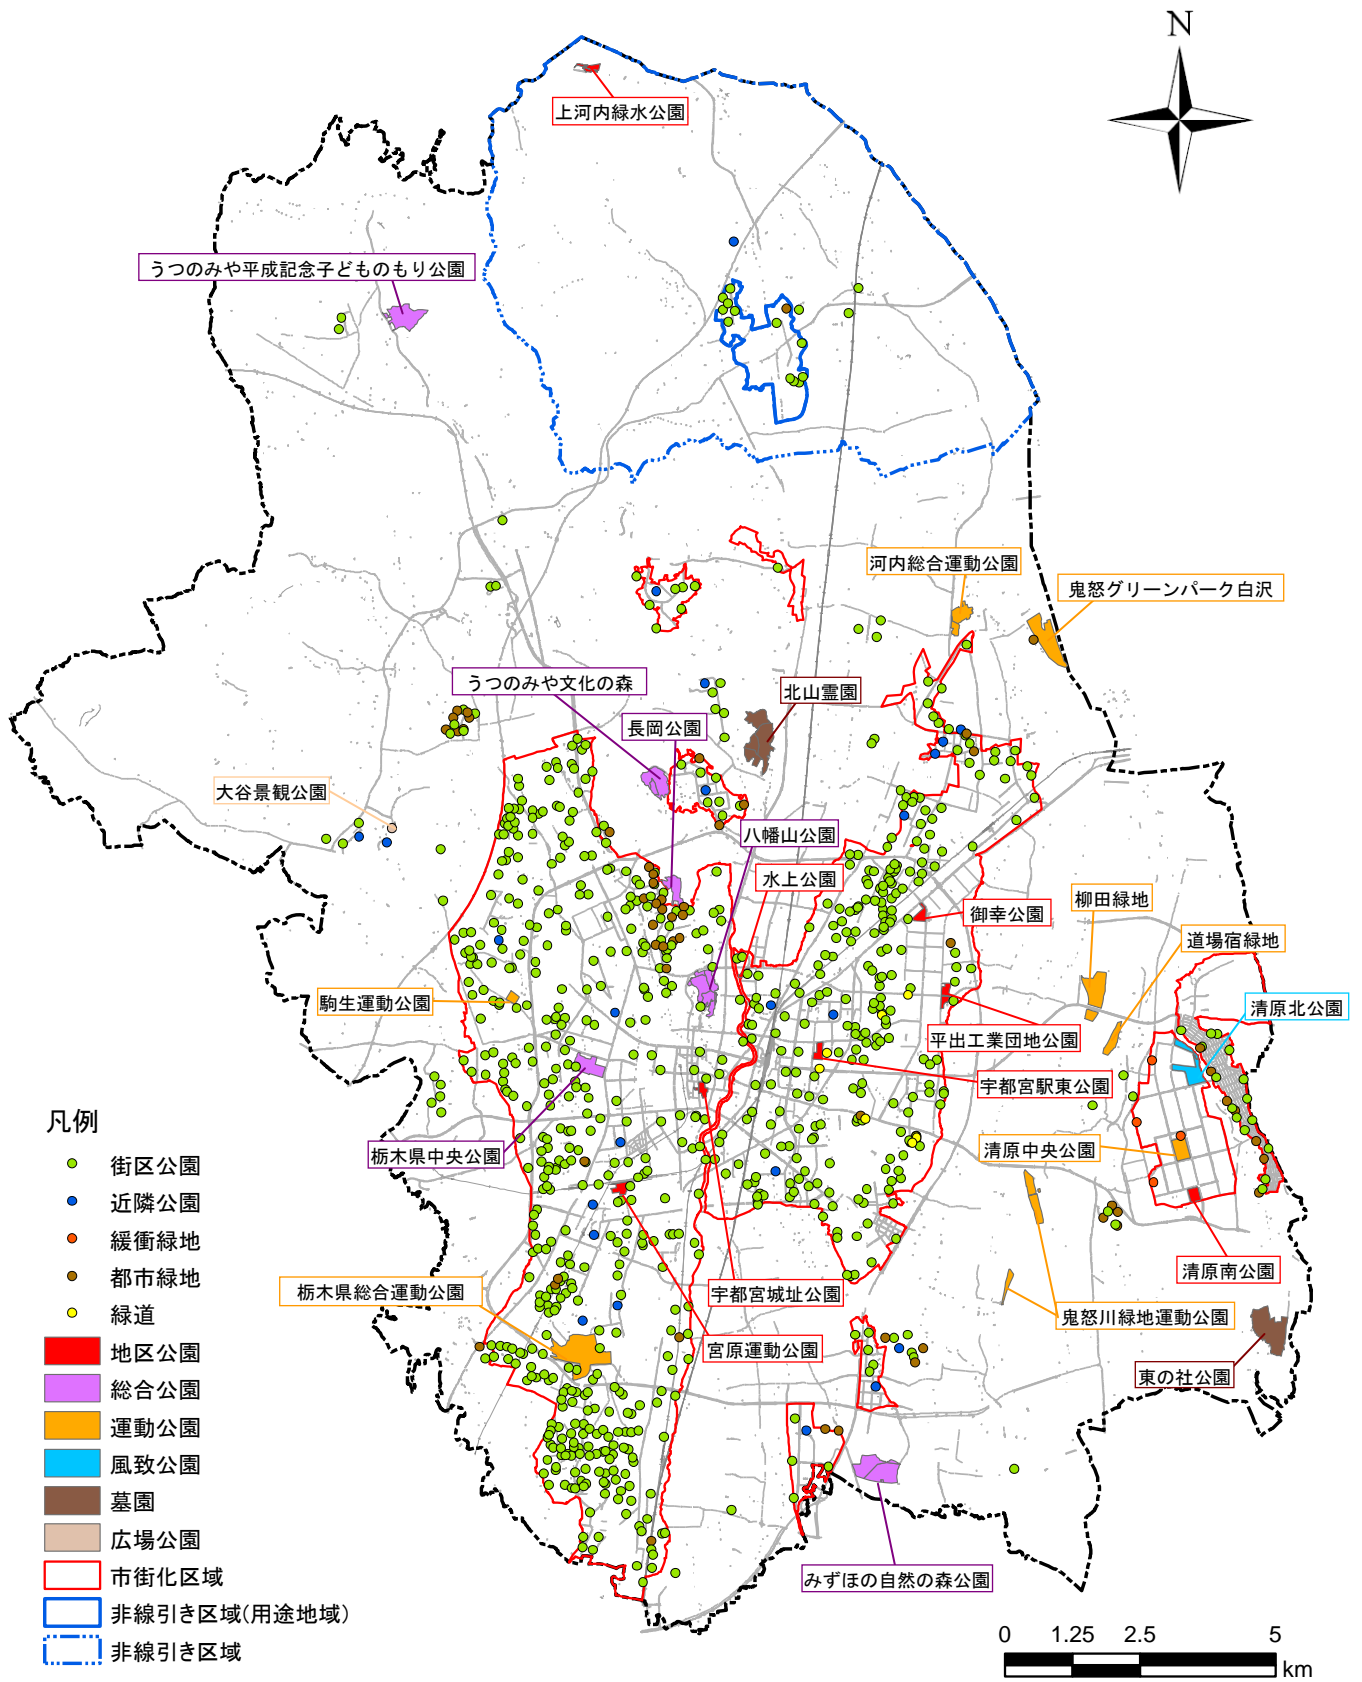 N
上河内緑水公園
うつのみや平成記念子どものもり公園
河内総合運動公園
鬼怒グリーンパーク白沢
うつのみや文化の森
北山霊園
長岡公園
大谷景観公園
八幡山公園
水上公園
柳田緑地
御幸公園
道場宿緑地
駒生運動公園
清原北公園
平出工業団地公園
宇都宮駅東公園
栃木県中央公園
清原中央公園
清原南公園
栃木県総合運動公園
宇都宮城址公園
鬼怒川緑地運動公園
宮原運動公園
東の杜公園
みずほの自然の森公園
凡例
街区公園
近隣公園
緩衝緑地
都市緑地
緑道
地区公園
総合公園
運動公園
風致公園
墓園
広場公園
市街化区域
非線引き区域(用途地域)
非線引き区域
0 1.25 2.5 5
km